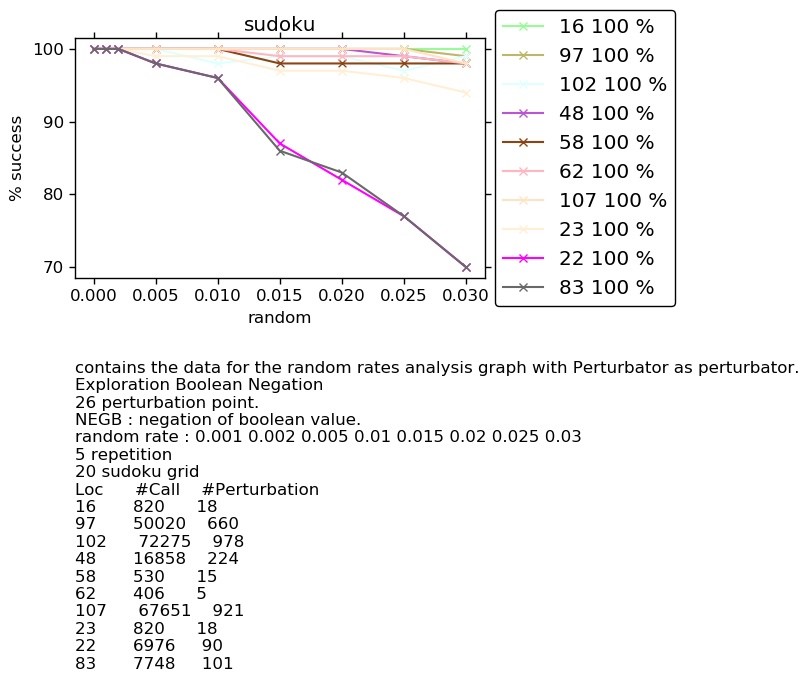 sudoku
100
90
80
70
% success
0.000 0.005 0.010 0.015 0.020 0.025 0.030
random
16 100 %
97 100 %
102 100 %
48 100 %
58 100 %
62 100 %
107 100 %
23 100 %
22 100 %
83 100 %
contains the data for the random rates analysis graph with Perturbator as perturbator.
Exploration Boolean Negation
26 perturbation point.
NEGB : negation of boolean value.
random rate : 0.001 0.002 0.005 0.01 0.015 0.02 0.025 0.03
5 repetition
20 sudoku grid
Loc #Call #Perturbation
16 820 18
97 50020 660
102 72275 978
48 16858 224
58 530 15
62 406 5
107 67651 921
23 820 18
22 6976 90
83 7748 101